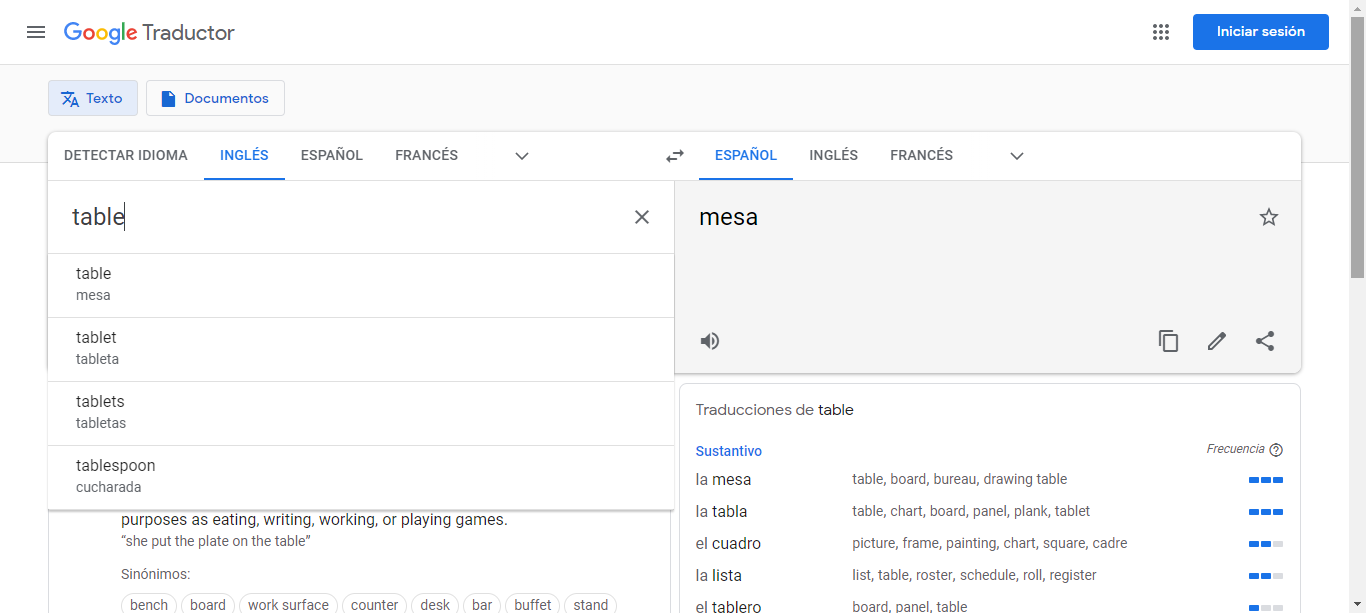 Google Traductor
Iniciar sesión
Texto
Documentos
DETECTAR IDIOMA INGLÉS ESPAÑOL FRANCÉS
ESPAÑOL INGLÉS FRANCÉS
table
mesa
table
mesa
tablet
tableta
tablets
tabletas
tablespoon
cucharada
purposes as eating, writing, working, or playing games.
“she put the plate on the table”
Sinónimos:
bench board work surface counter desk bar buffet stand
Traducciones de table
Sustantivo Frecuencia
la mesa table, board, bureau, drawing table
la tabla table, chart, board, panel, plank, tablet
el cuadro picture, frame, painting, chart, square, cadre
la lista list, table, roster, schedule, roll, register
el tablero board, panel, table